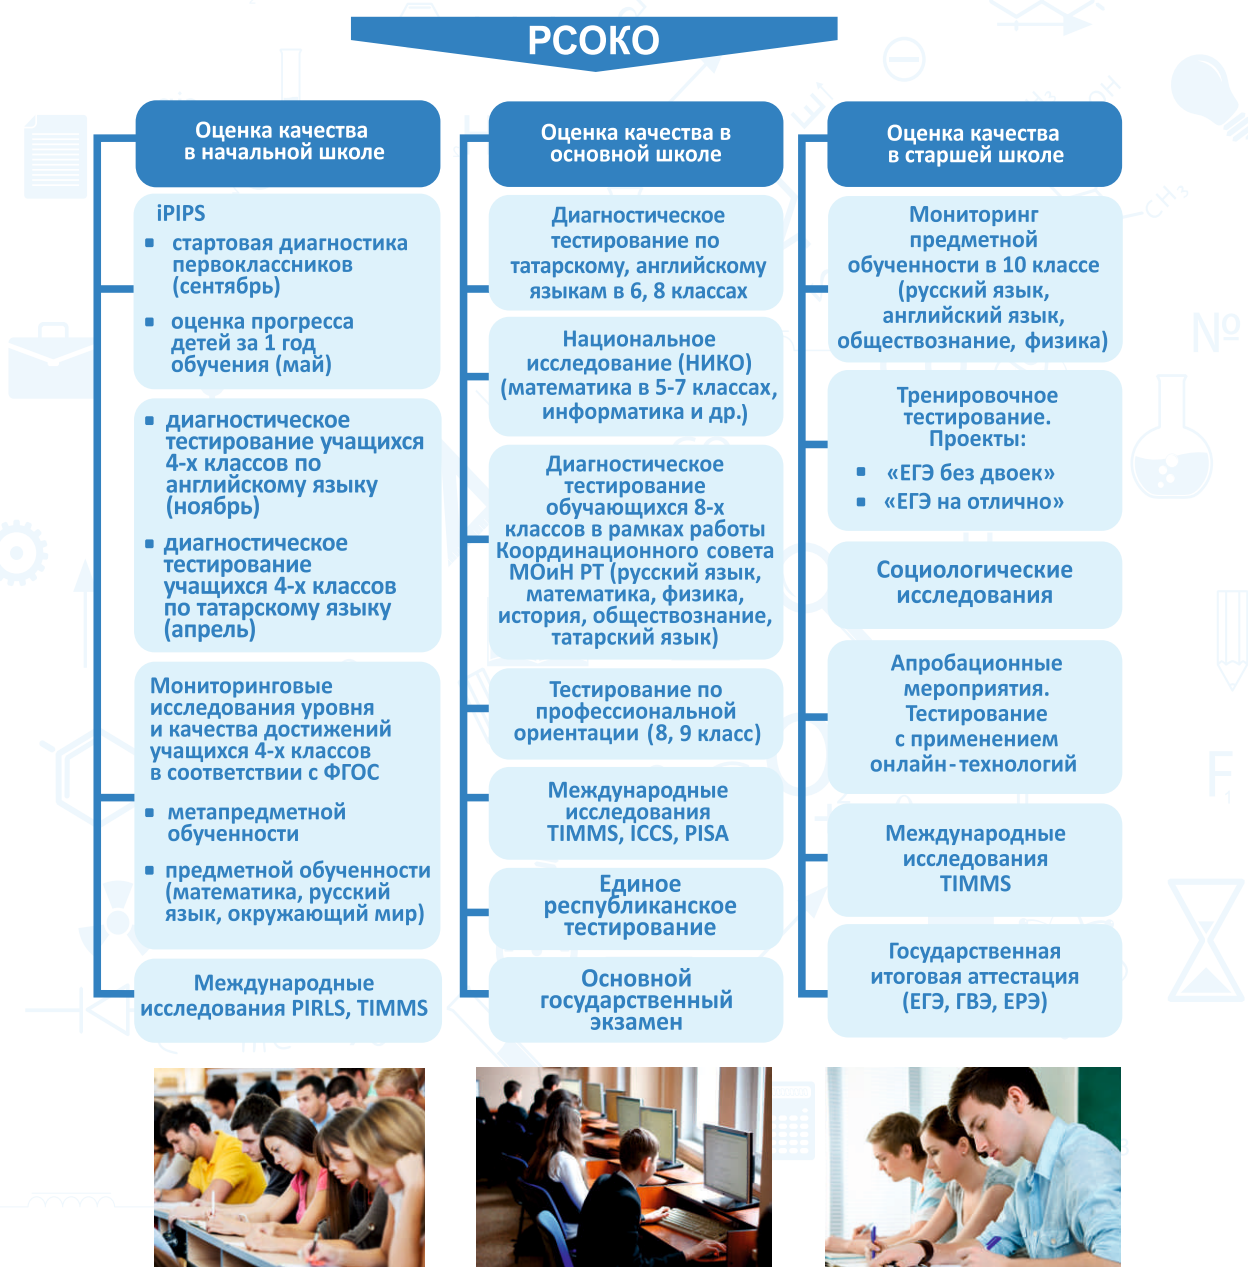 РСОКО
Оценка качества
в начальной школе
iPIPS
стартовая диагностика
первоклассников
(сентябрь)
оценка прогресса
детей за 1 год
обучения (май)
диагностическое
тестирование учащихся
4-х классов по
английскому языку
(ноябрь)
диагностическое
тестирование
учащихся 4-х классов
по татарскому языку
(апрель)
Мониторинговые
исследования уровня
и качества достижений
учащихся 4-х классов
в соответствии с ФГОС
метапредметной
обученности
предметной обученности
(математика, русский
язык, окружающий мир)
Международные
исследования PIRLS, TIMMS
Оценка качества в
основной школе
Диагностическое
тестирование по
татарскому, английскому
языкам в 6, 8 классах
Национальное
исследование (НИКО)
(математика в 5-7 классах,
информатика и др.)
Диагностическое
тестирование
обучающихся 8-х
классов в рамках работы
Координационного совета
МОиН РТ (русский язык,
математика, физика,
история, обществознание,
татарский язык)
Тестирование по
профессиональной
ориентации (8, 9 класс)
Международные
исследования
TIMMS, ICCS, PISA
Единое
республиканское
тестирование
Основной
государственный
экзамен
Оценка качества
в старшей школе
Мониторинг
предметной
обученности в 10 классе
(русский язык,
английский язык,
обществознание, физика)
Тренировочное
тестирование.
Проекты:
«ЕГЭ без двоек»
«ЕГЭ на отлично»
Социологические
исследования
Апробационные
мероприятия.
Тестирование
с применением
онлайн-технологий
Международные
исследования
TIMMS
Государственная
итоговая аттестация
(ЕГЭ, ГВЭ, ЕРЭ)
CH₃
OH
№
F₁